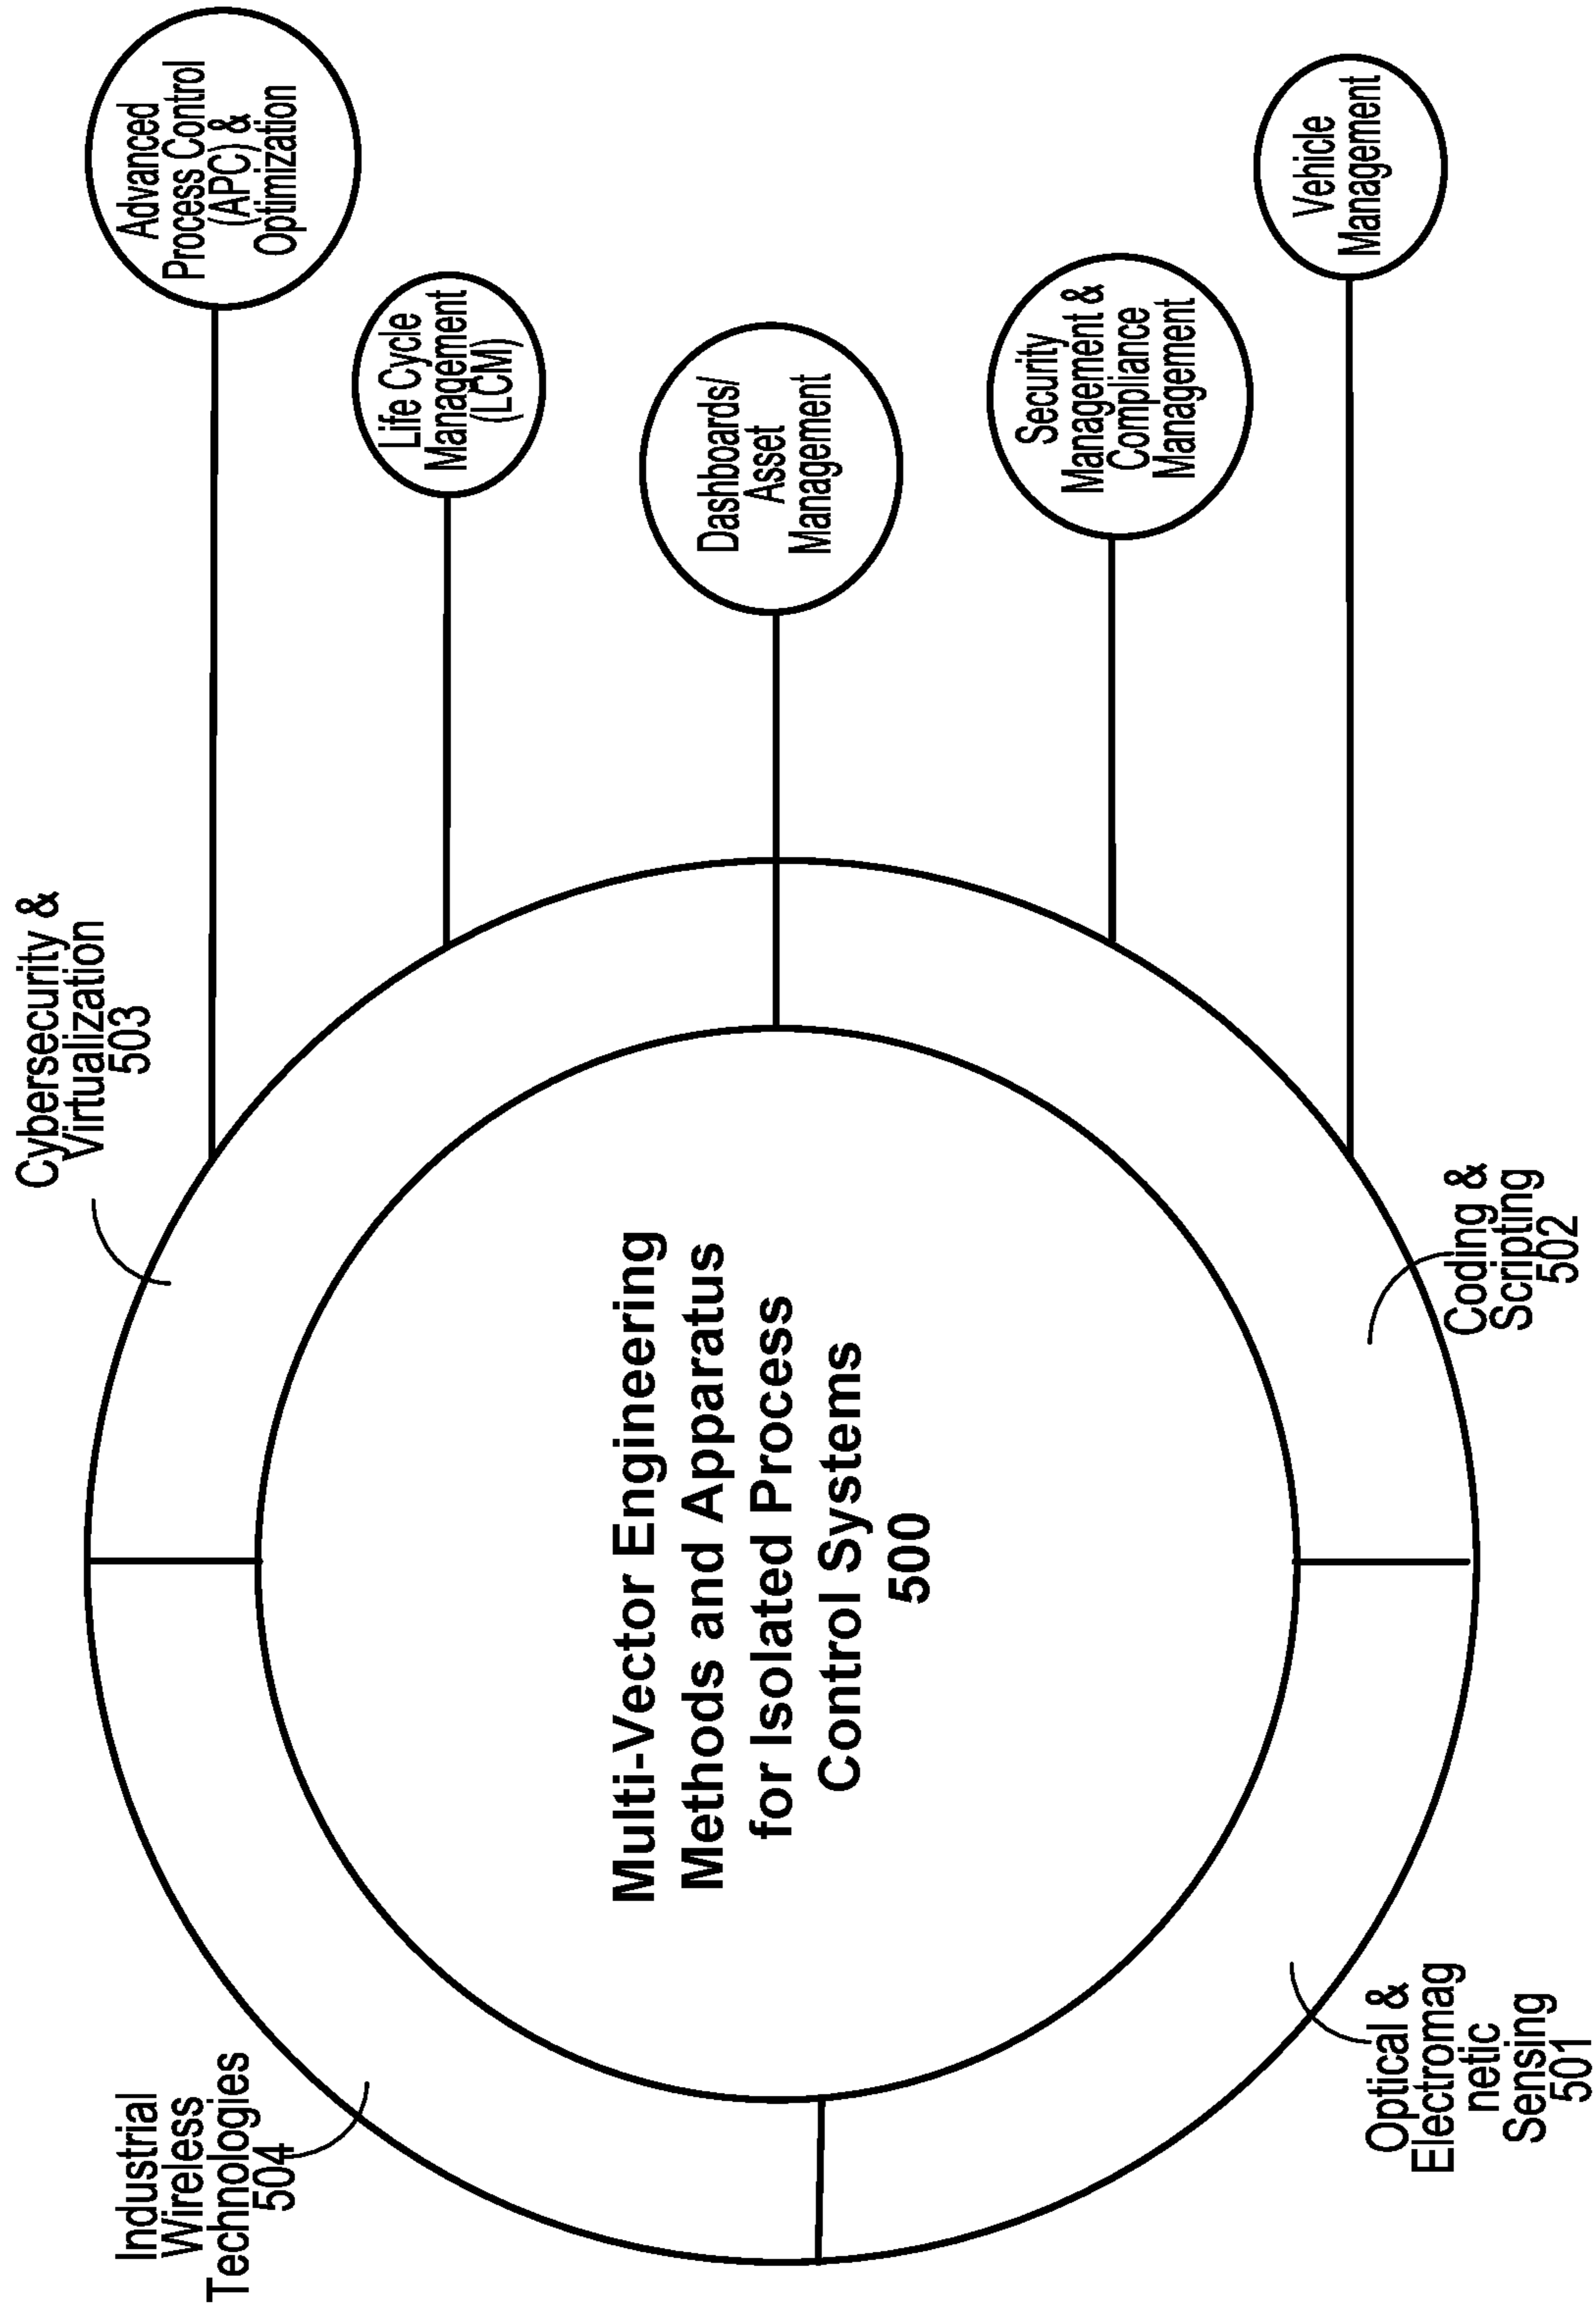 Industrial
Wireless
Technologies
504
Cybersecurity &
Virtualization
503
Advanced
Process Control
(APC) &
Optimization
Life Cycle
Management
(LCM)
Multi-Vector Engineering
Methods and Apparatus
for Isolated Process
Control Systems
500
Dashboards/
Asset
Management
Security
Management &
Compliance
Management
Vehicle
Management
Optical &
Electromag
netic
Sensing
501
Coding &
Scripting
502